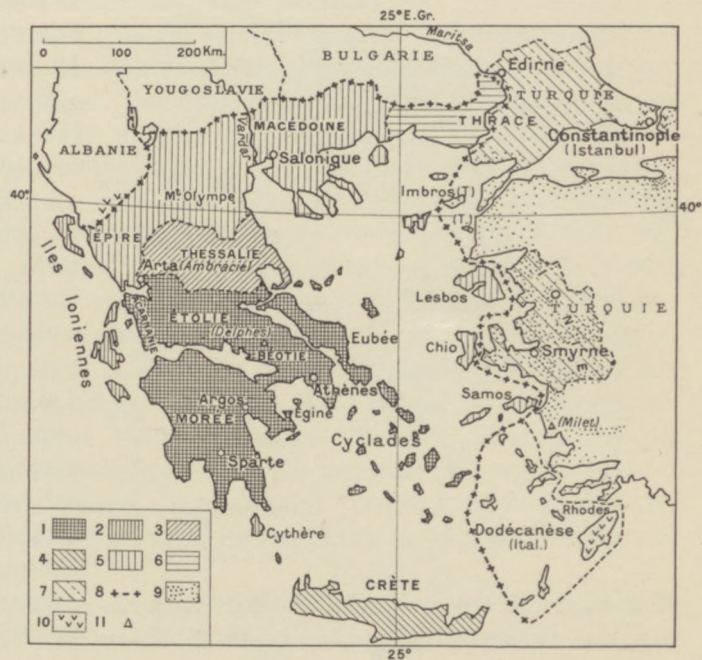 25° E. Gr.
0 100 200 Km.
Maritsa
BULGARIE
Edirne
YOUGOSLAVIE
TURQUIE
Vardar
MACÉDOINE
THRACE
Constantinople
(Istanbul)
ALBANIE
Salonique
40°
Mt. Olympe
Imbros (T.)
40°
(T.)
ÉPIRE
THESSALIE
Arta (Ambracie)
Iles Ioniennes
Lesbos
TURQUIE
CARNANIE
ÉTOLIE
(Delphes)
Eubée
BÉOTIE
Chio
Smyrne
Athènes
Samos
Argos
Egine
MORÉE
Cyclades
(Milet)
Sparte
Rhodes
Dodécanèse
(Ital.)
Cythère
CRÈTE
1 2 3
4 5 6
7 8 9
10 11
25°